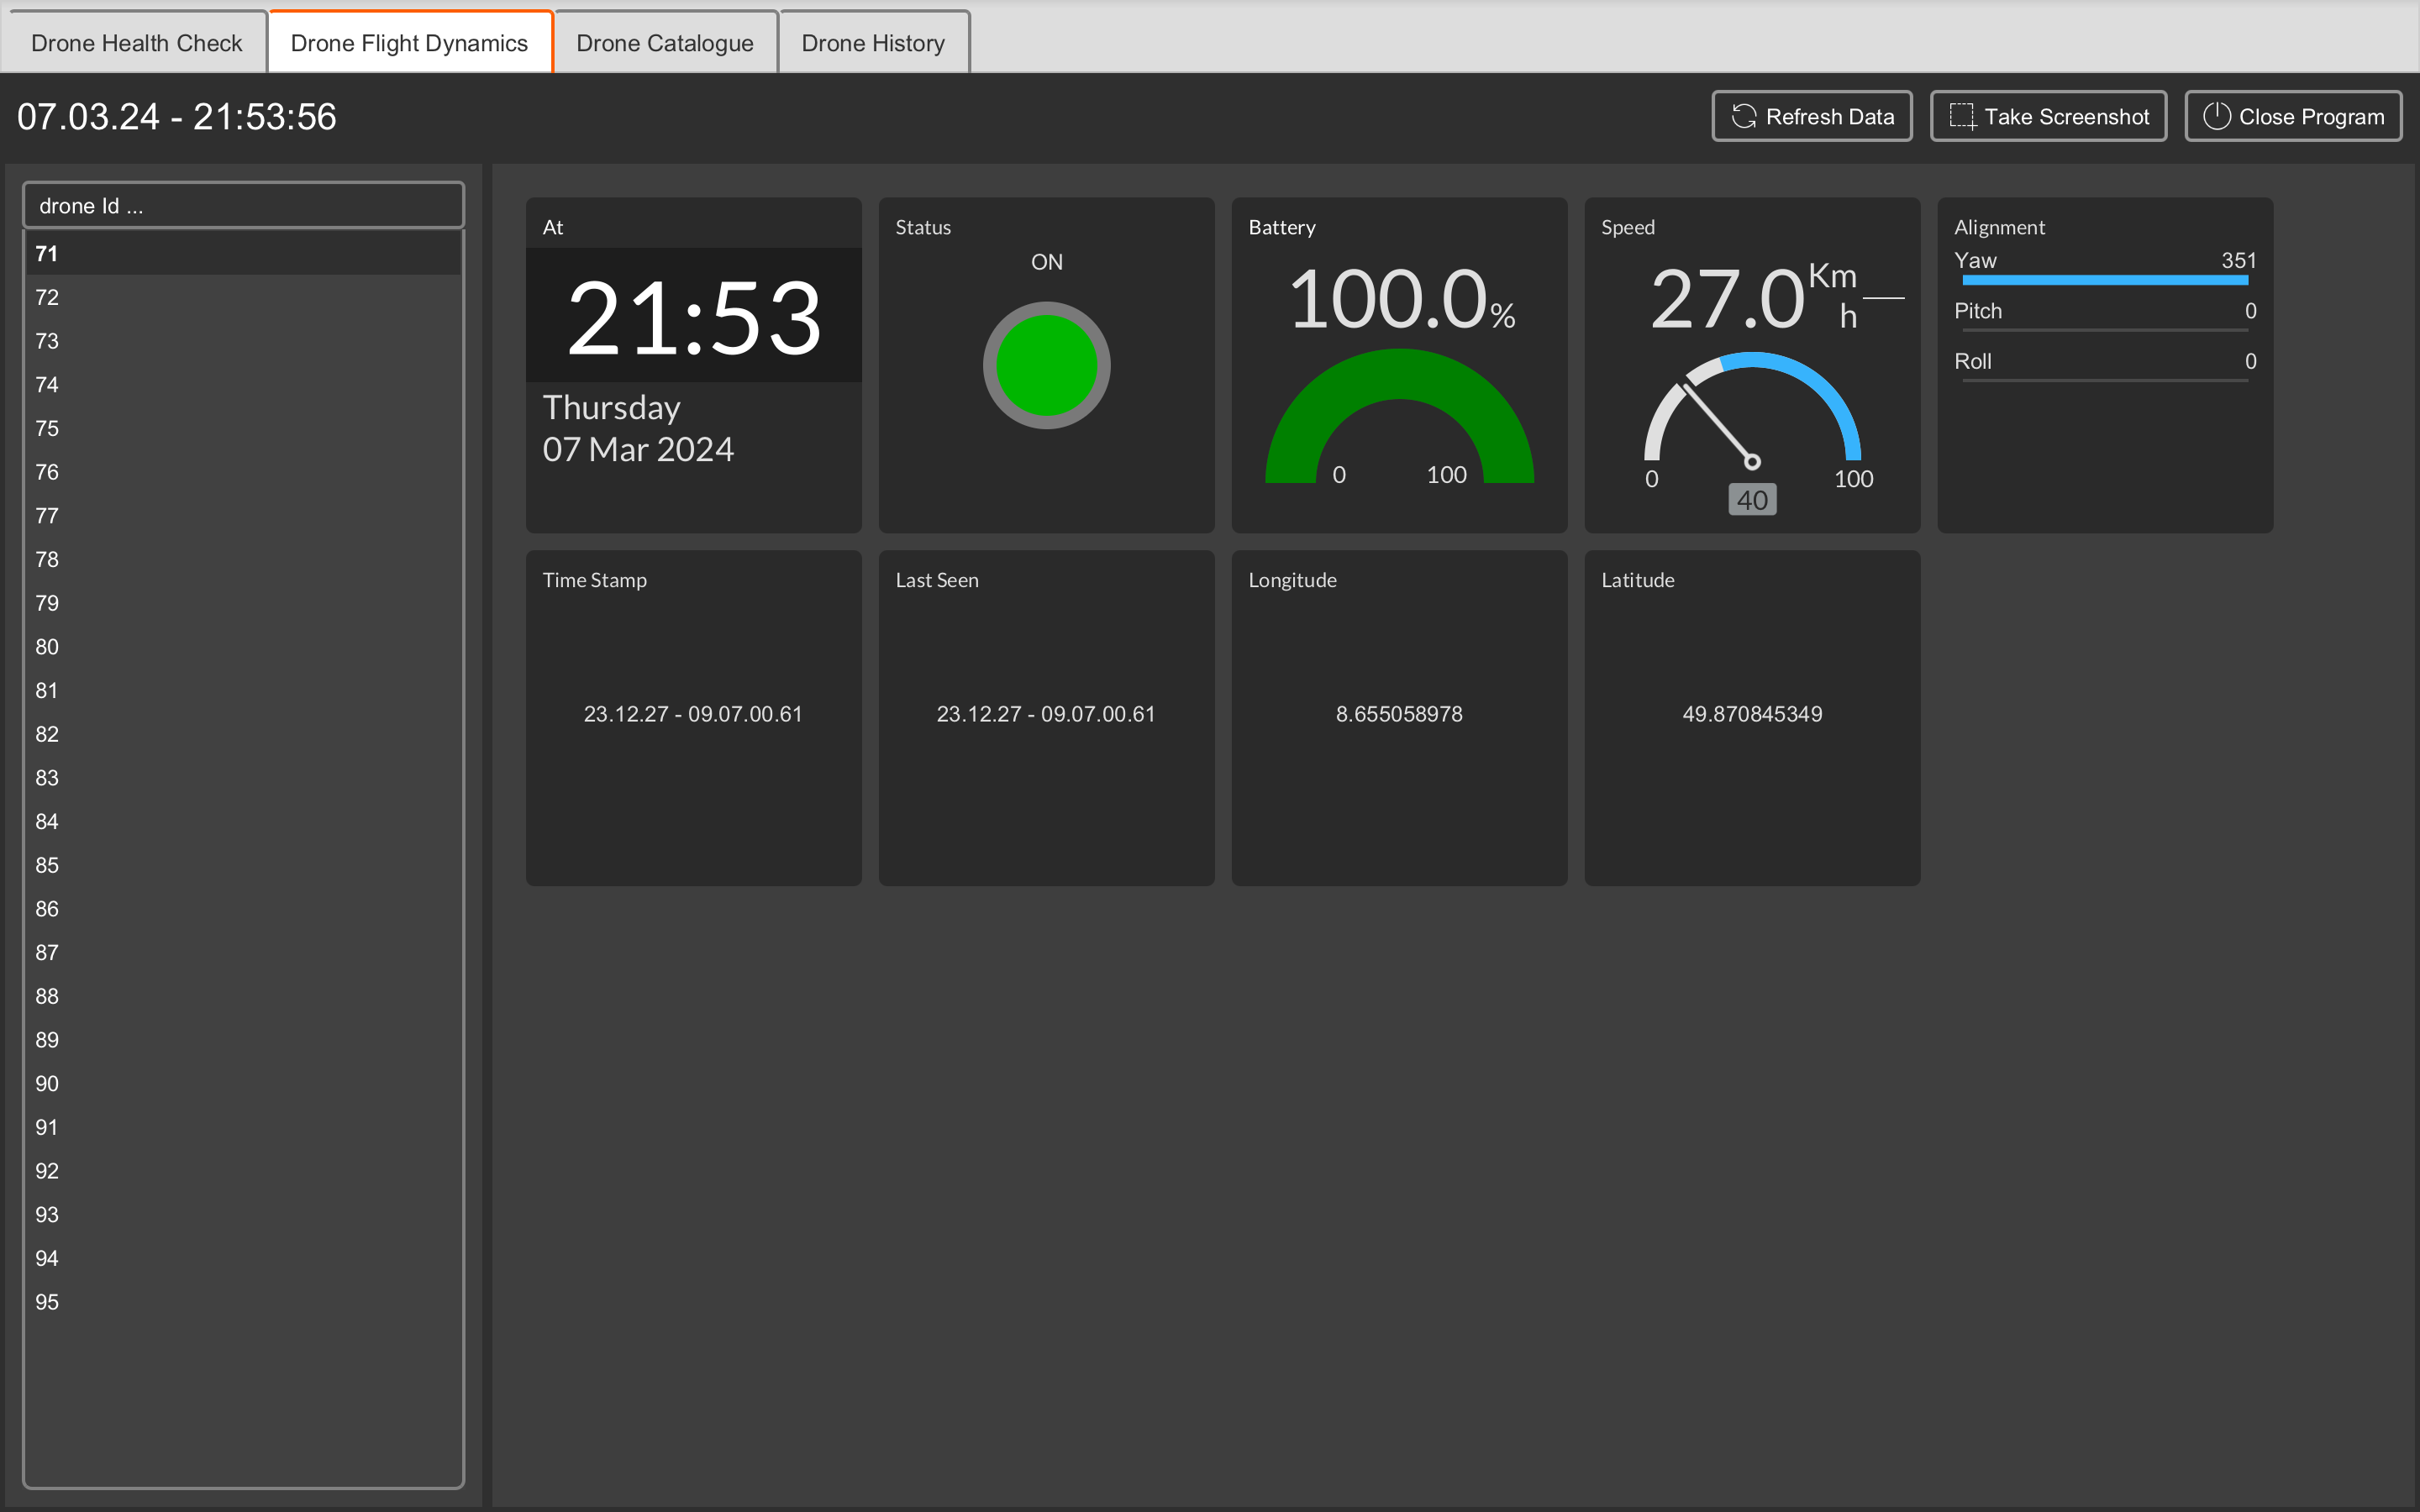 Drone Health Check
Drone Flight Dynamics
Drone Catalogue
Drone History
07.03.24 - 21:53:56
Refresh Data
Take Screenshot
Close Program
drone Id ...
71
72
73
74
75
76
77
78
79
80
81
82
83
84
85
86
87
88
89
90
91
92
93
94
95
At
21:53
Thursday
07 Mar 2024
Status
ON
Battery
100.0%
0 100
Speed
27.0 Km
h
0 100
40
Alignment
Yaw 351
Pitch 0
Roll 0
Time Stamp
23.12.27 - 09.07.00.61
Last Seen
23.12.27 - 09.07.00.61
Longitude
8.655058978
Latitude
49.870845349